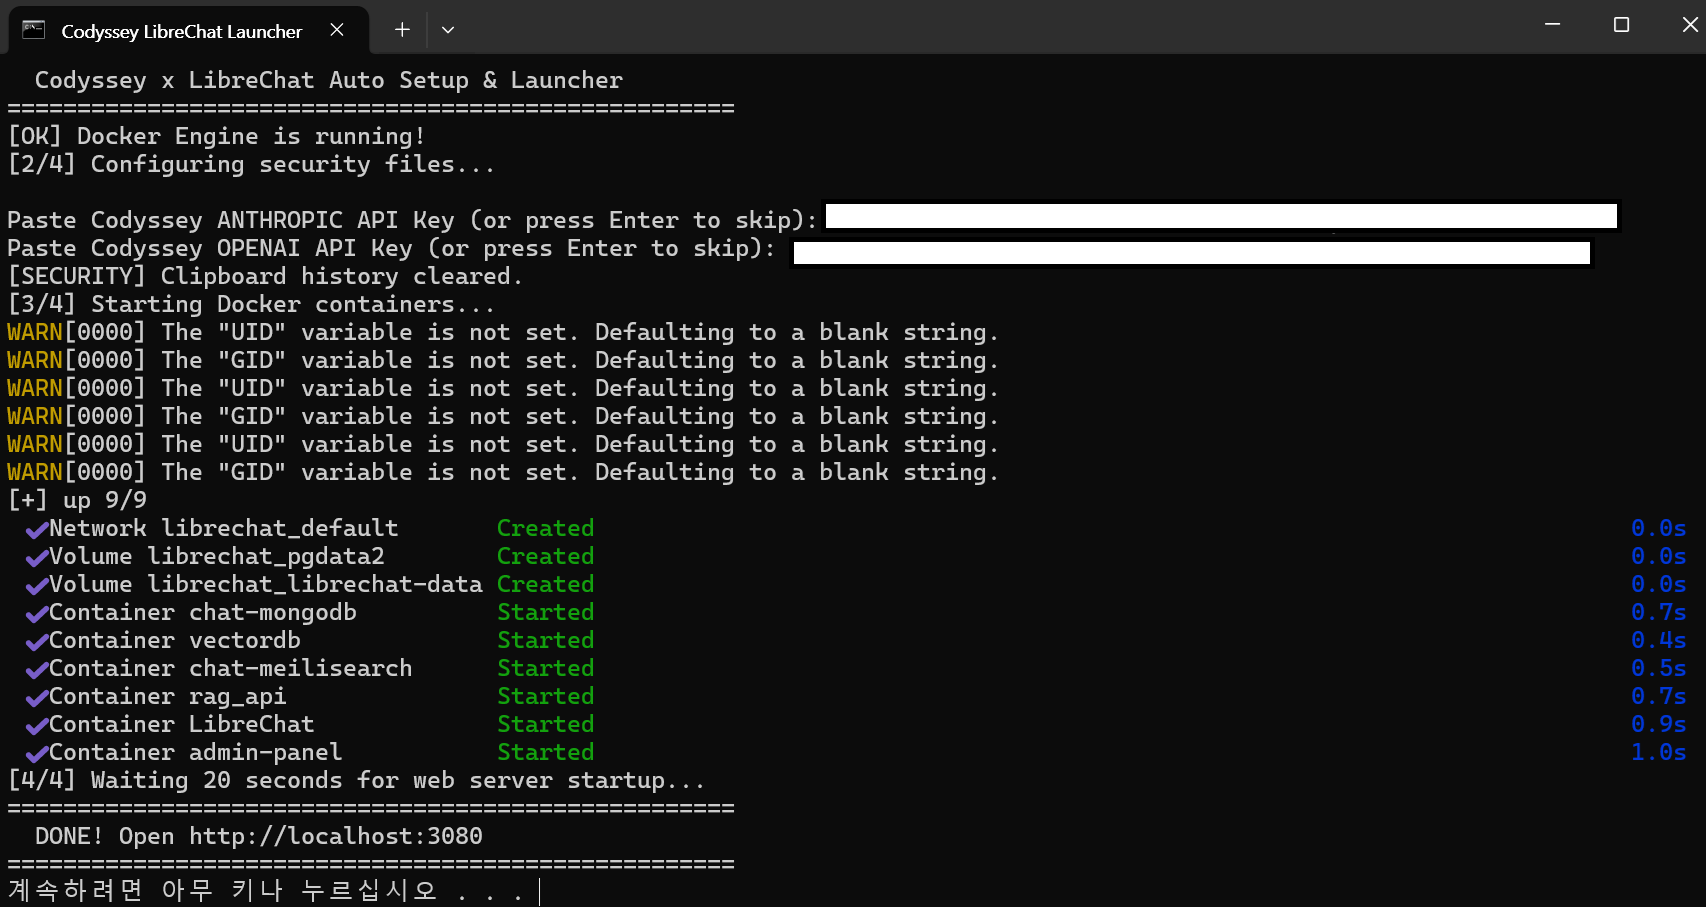 Codyssey LibreChat Launcher
Codyssey x LibreChat Auto Setup & Launcher
====================================================
[OK] Docker Engine is running!
[2/4] Configuring security files...
Paste Codyssey ANTHROPIC API Key (or press Enter to skip):
Paste Codyssey OPENAI API Key (or press Enter to skip):
[SECURITY] Clipboard history cleared.
[3/4] Starting Docker containers...
WARN[0000] The "UID" variable is not set. Defaulting to a blank string.
WARN[0000] The "GID" variable is not set. Defaulting to a blank string.
WARN[0000] The "UID" variable is not set. Defaulting to a blank string.
WARN[0000] The "GID" variable is not set. Defaulting to a blank string.
WARN[0000] The "UID" variable is not set. Defaulting to a blank string.
WARN[0000] The "GID" variable is not set. Defaulting to a blank string.
[+] up 9/9
✔Network librechat_default Created 0.0s
✔Volume librechat_pgdata2 Created 0.0s
✔Volume librechat_librechat-data Created 0.0s
✔Container chat-mongodb Started 0.7s
✔Container vectordb Started 0.4s
✔Container chat-meilisearch Started 0.5s
✔Container rag_api Started 0.7s
✔Container LibreChat Started 0.9s
✔Container admin-panel Started 1.0s
[4/4] Waiting 20 seconds for web server startup...
====================================================
DONE! Open http://localhost:3080
====================================================
계속하려면 아무 키나 누르십시오 . . .